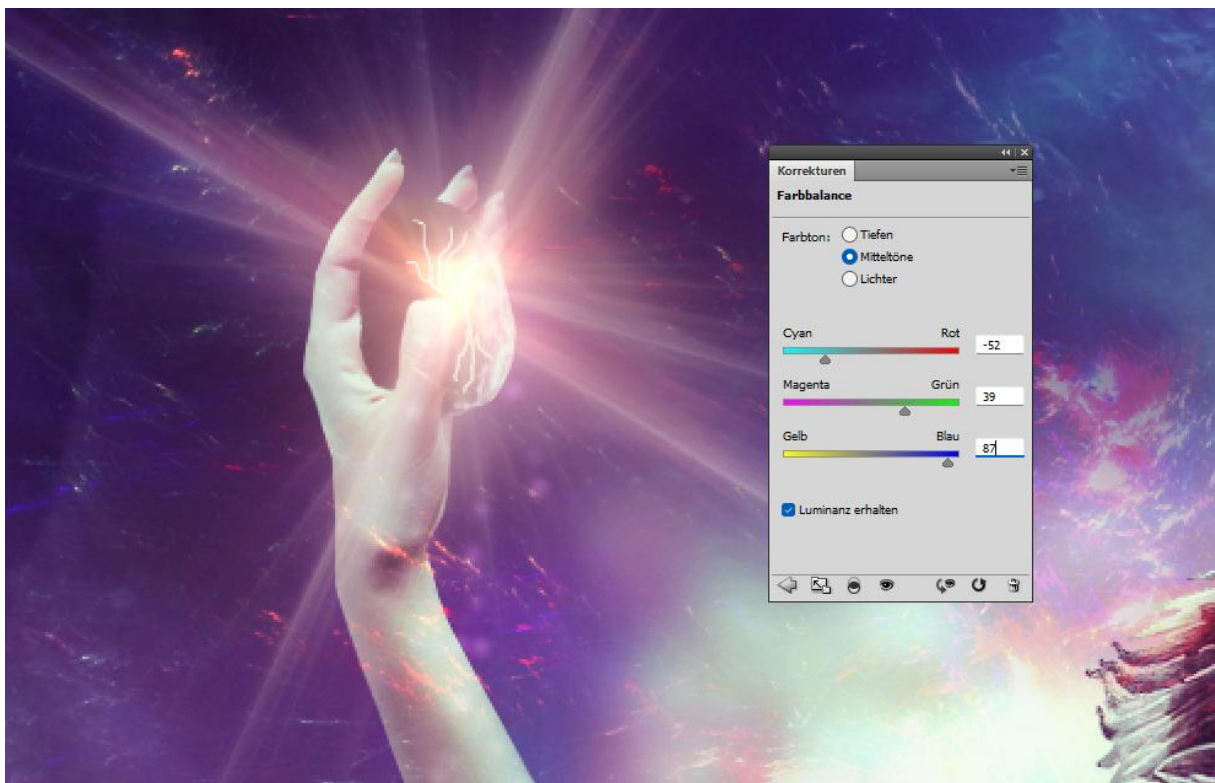 Korrekturen
Farbbalance
Farbton: Tiefen
Mitteltöne
Lichter
Cyan Rot -52
Magenta Grün 39
Gelb Blau 87
Luminanz erhalten